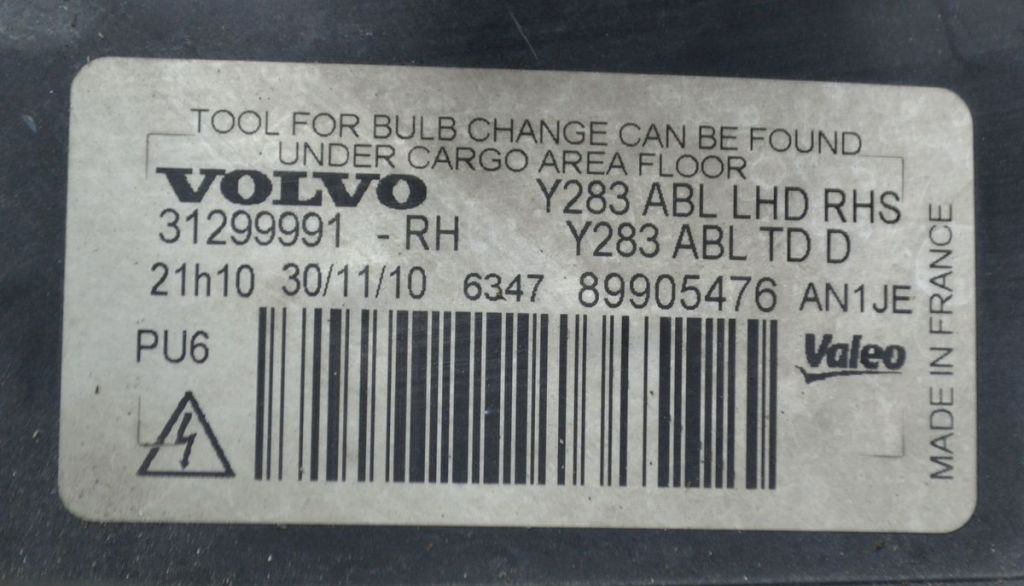 TOOL FOR BULB CHANGE CAN BE FOUND
UNDER CARGO AREA FLOOR
VOLVO Y283 ABL LHD RHS
31299991 - RH Y283 ABL TD D
21h10 30/11/10 6347 89905476 AN1JE
PU6
Valeo
MADE IN FRANCE